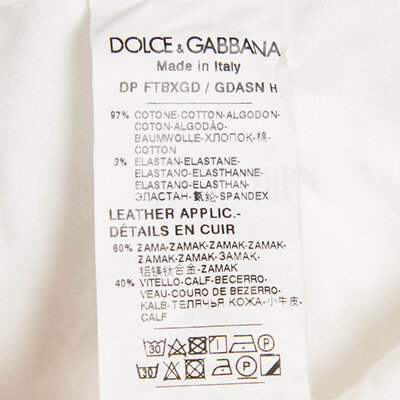 DOLCE & GABBANA
Made in Italy
DP FTBXGD / GDASN H
97% COTONE-COTTON-ALGODON-
COTON-ALGODÃO-
BAUMWOLLE-ХЛОПОК-棉-
COTTON
3% ELASTAN-ELASTANE-
ELASTANO-ELASTHANNE-
ELASTANO-ELASTHAN-
ЭЛАСТАН-氨纶-SPANDEX
LEATHER APPLIC.-
DÉTAILS EN CUIR
60% ZAMA-ZAMAK-ZAMAK-ZAMAK-
ZAMAK-ZAMAK-ЗАМАК-
铝镁钛合金-ZAMAK
40% VITELLO-CALF-BECERRO-
VEAU-COURO DE BEZERRO-
KALB-ТЕЛЯЧЬЯ КОЖА-小牛皮-
CALF
30 P
30 P